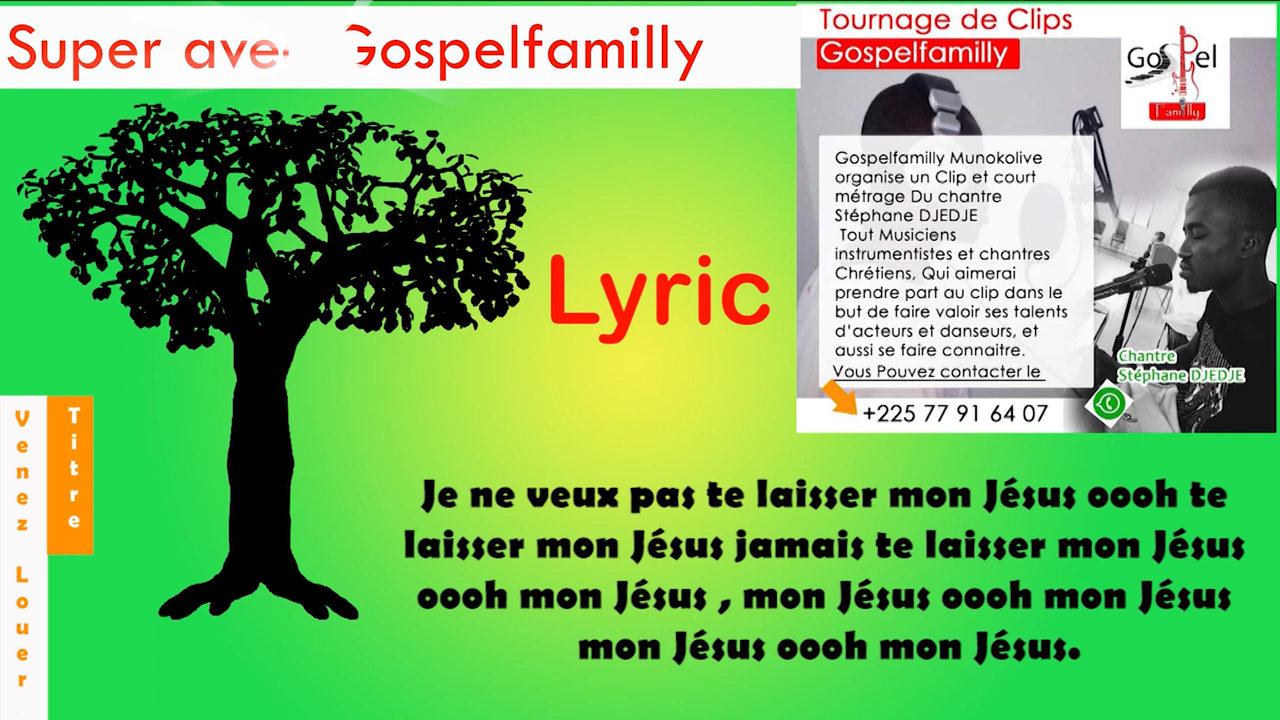 Super avec Gospelfamilly
Tournage de Clips
Gospelfamilly
Gospel
Familly
Gospelfamilly Munokolive
organise un Clip et court
métrage Du chantre
Stéphane DJEDJE
Tout Musiciens
instrumentistes et chantres
Chrétiens, Qui aimerai
prendre part au clip dans le
but de faire valoir ses talents
d'acteurs et danseurs, et
aussi se faire connaitre.
Vous Pouvez contacter le
+225 77 91 64 07
Chantre
Stéphane DJEDJE
Lyric
Titre
Venez Louer
Je ne veux pas te laisser mon Jésus oooh te
laisser mon Jésus jamais te laisser mon Jésus
oooh mon Jésus , mon Jésus oooh mon Jésus
mon Jésus oooh mon Jésus.